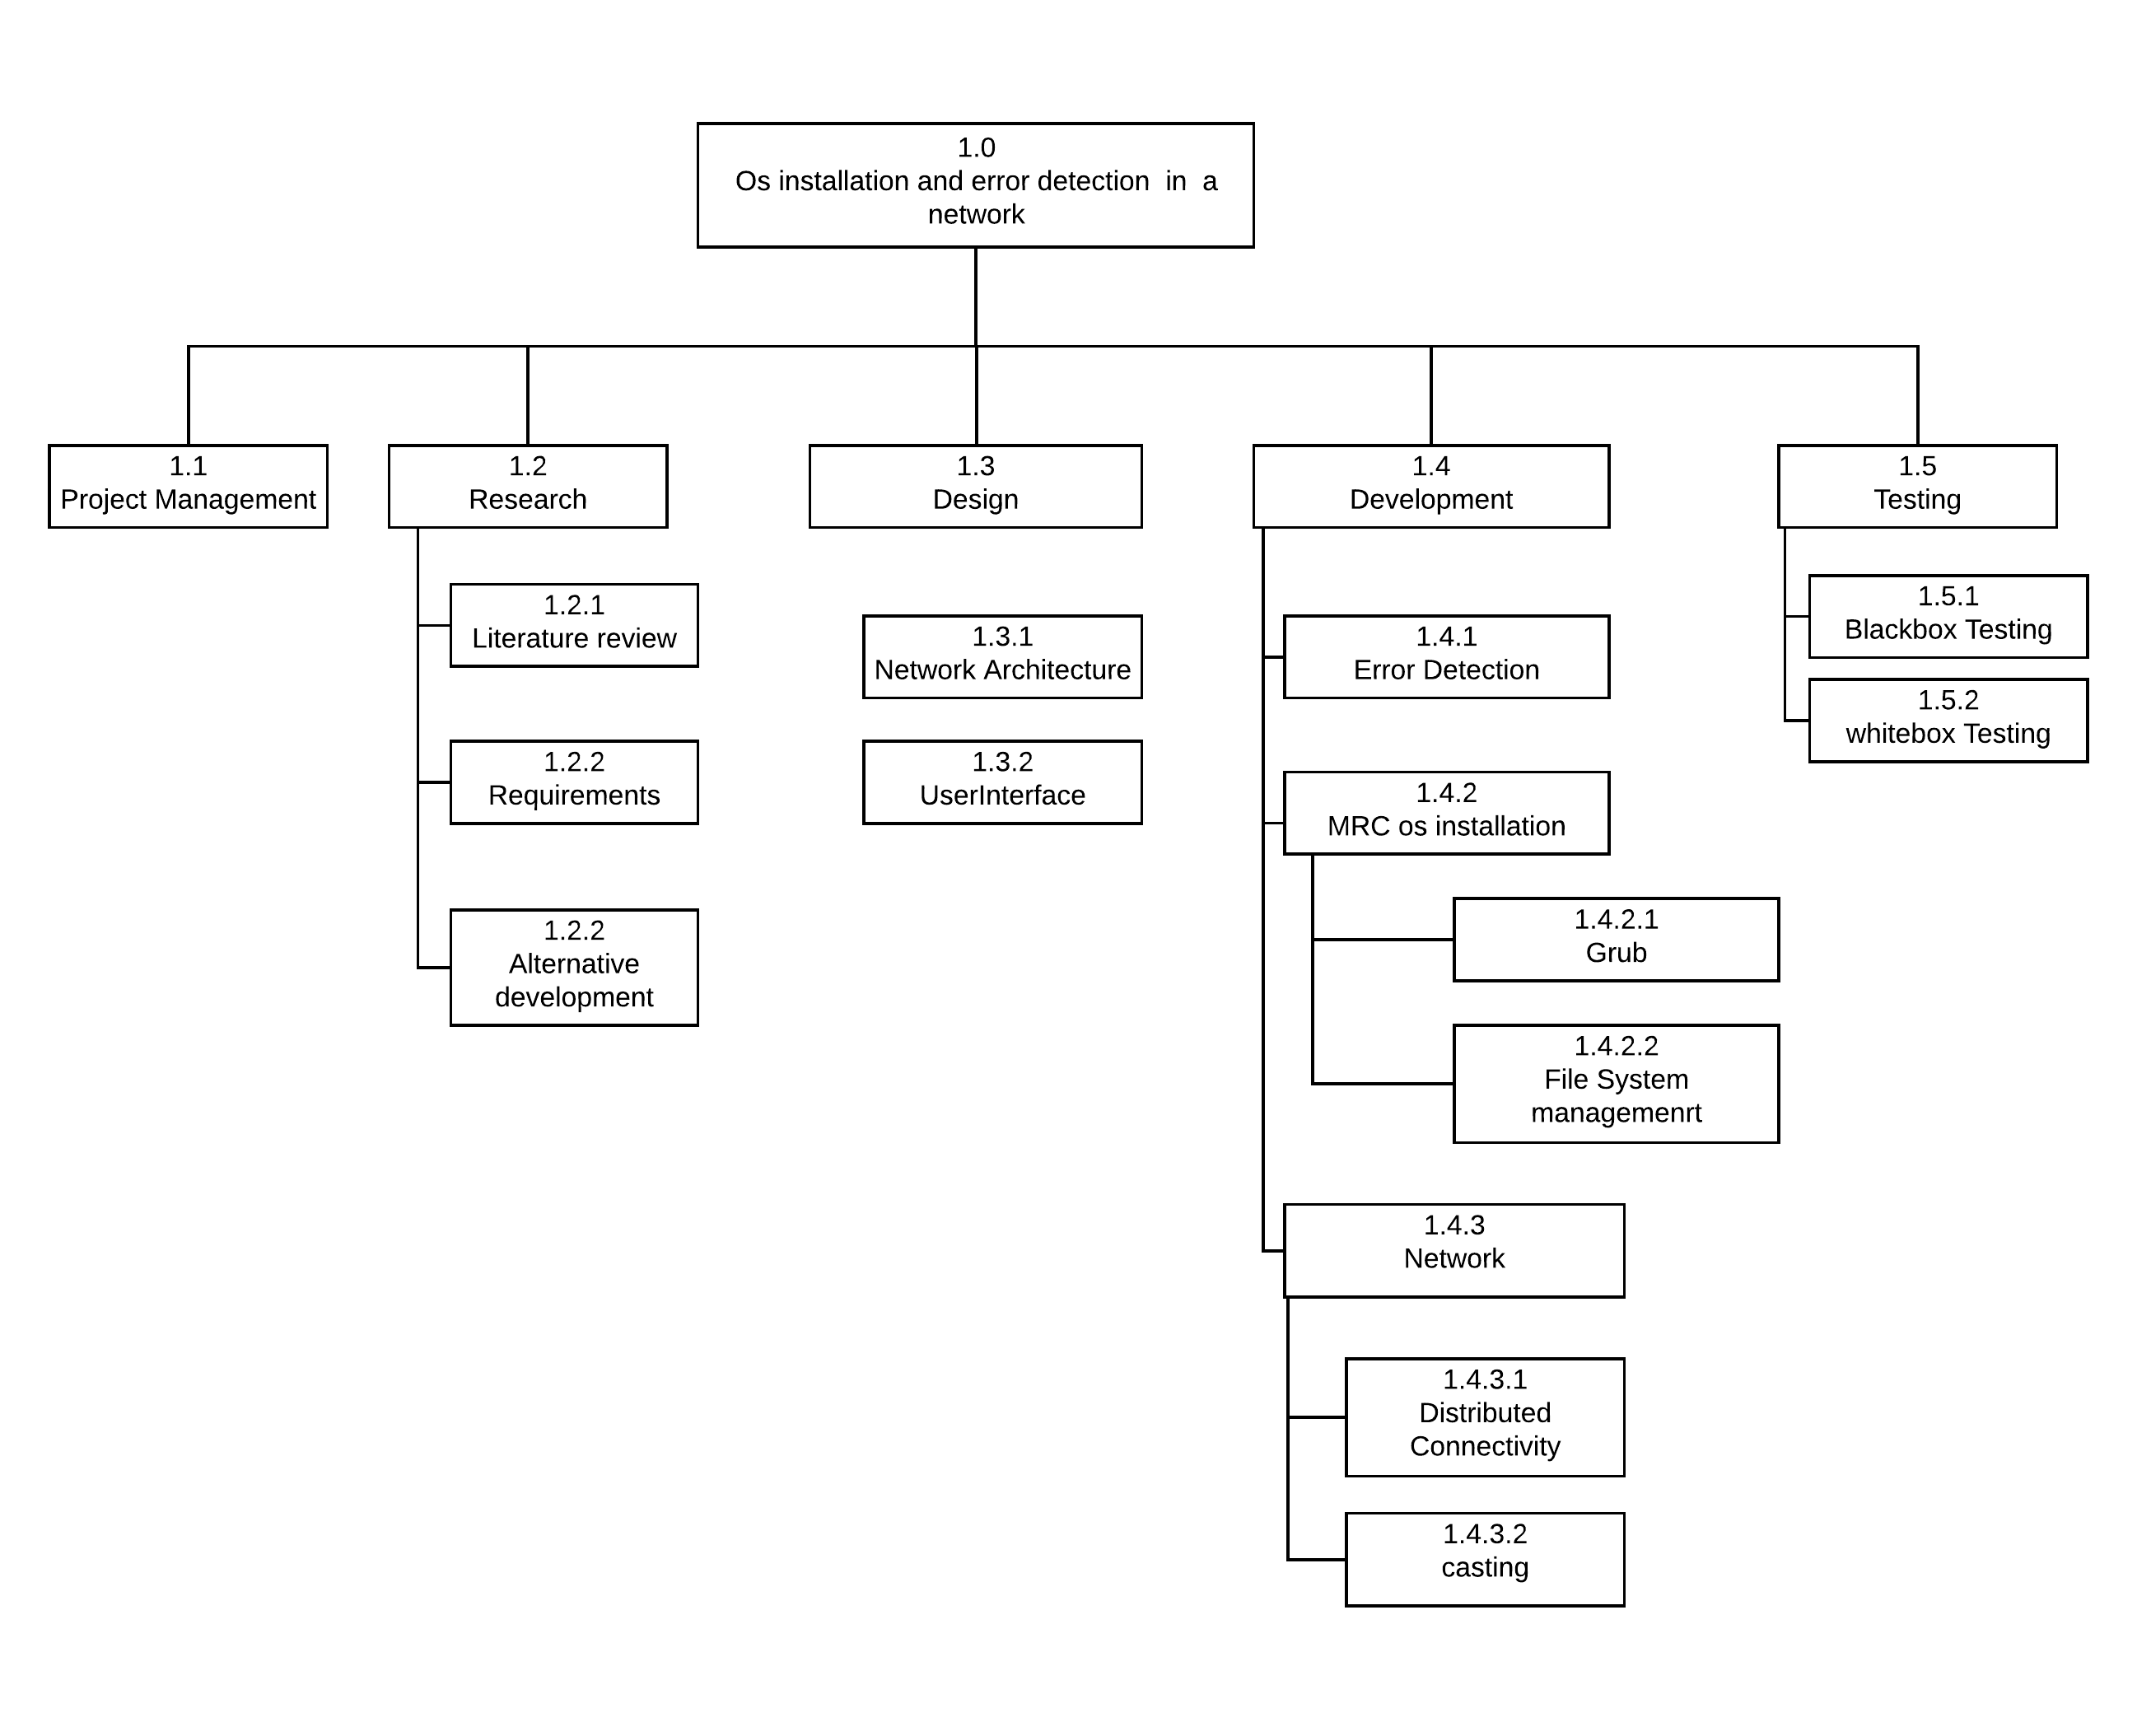 1.0
Os installation and error detection  in  a
network
1.1
Project Management
1.2
Research
1.2.1
Literature review
1.2.2
Requirements
1.2.2
Alternative
development
1.3
Design
1.3.1
Network Architecture
1.3.2
UserInterface
1.4
Development
1.4.1
Error Detection
1.4.2
MRC os installation
1.4.2.1
Grub
1.4.2.2
File System
managemenrt
1.4.3
Network
1.4.3.1
Distributed
Connectivity
1.4.3.2
casting
1.5
Testing
1.5.1
Blackbox Testing
1.5.2
whitebox Testing